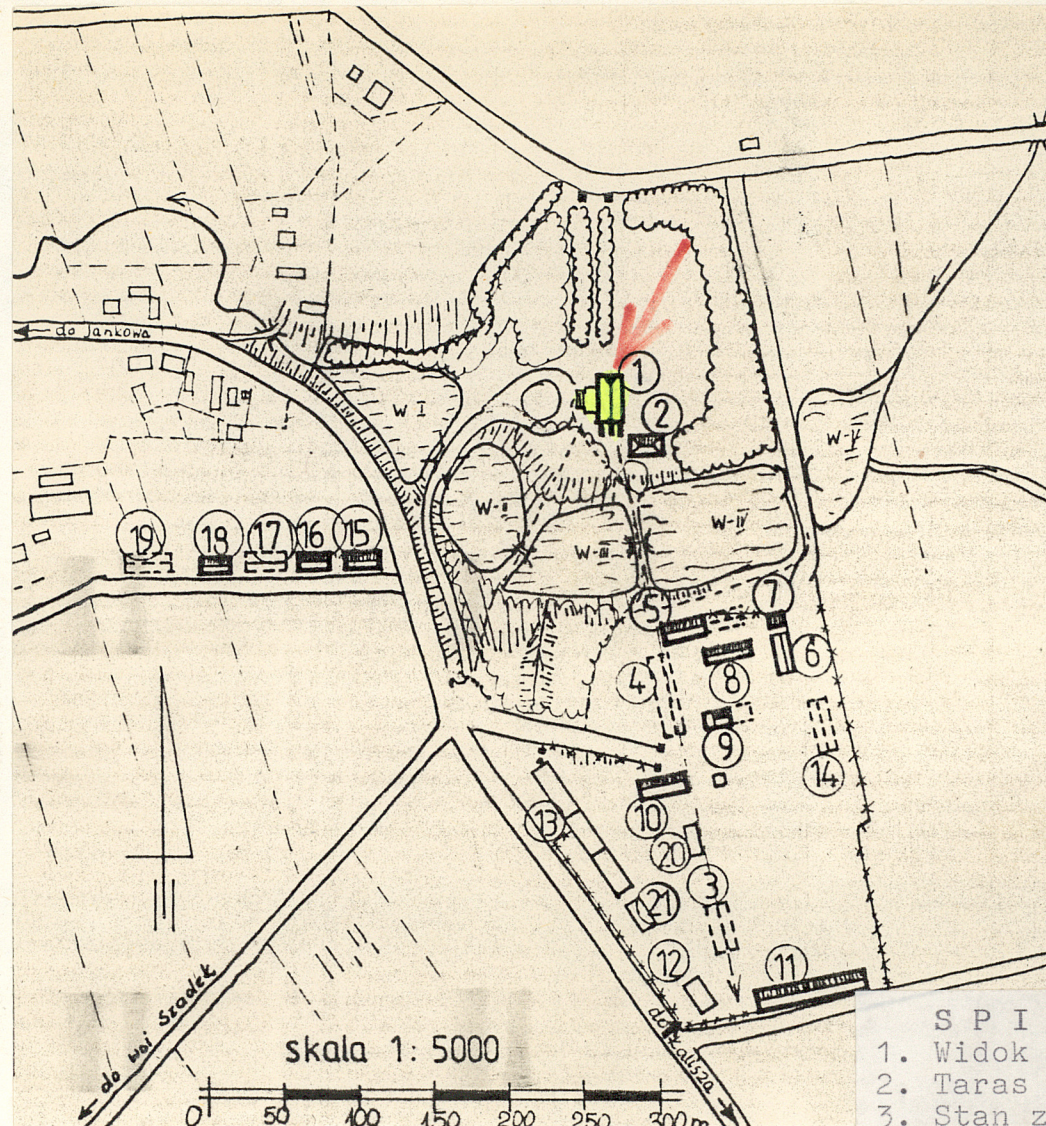 do Jankowa
1
2
W I
W-II
W-III
W-IV
W-V
19
18
17
16
15
5
7
4
8
6
9
14
10
13
20
3
21
12
11
do wsi Szadek
do Kalisza
skala 1: 5000
0
50
100
150
200
250
300m
S P I
1. Widok
2. Taras
3. Stan z